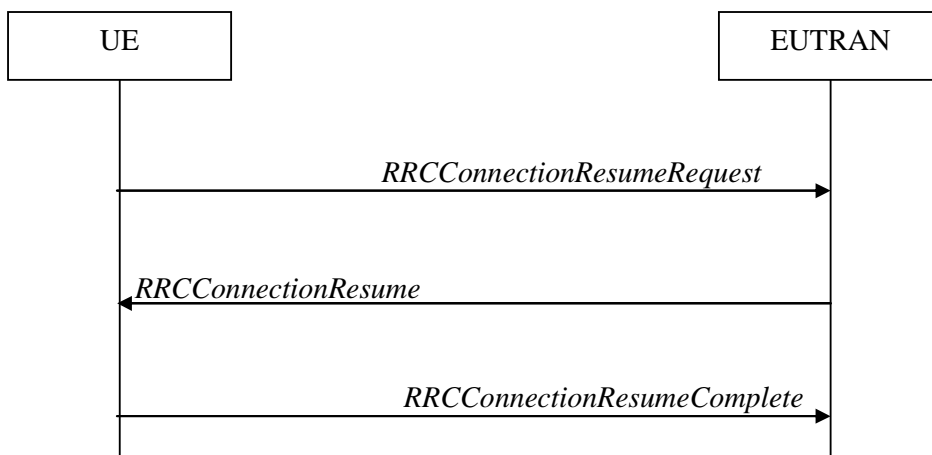 UE
EUTRAN
RRCConnectionResumeRequest
RRCConnectionResume
RRCConnectionResumeComplete